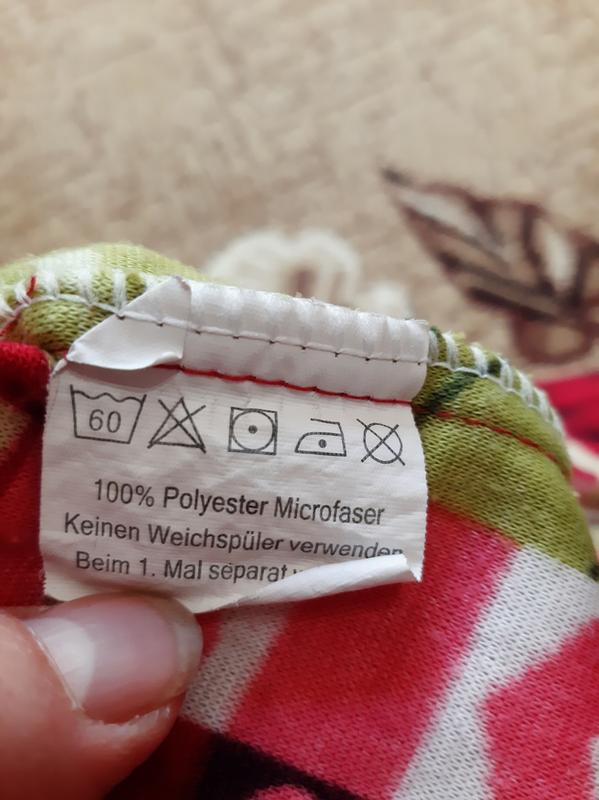 60
100% Polyester Microfaser
Keinen Weichspüler verwenden
Beim 1. Mal separat